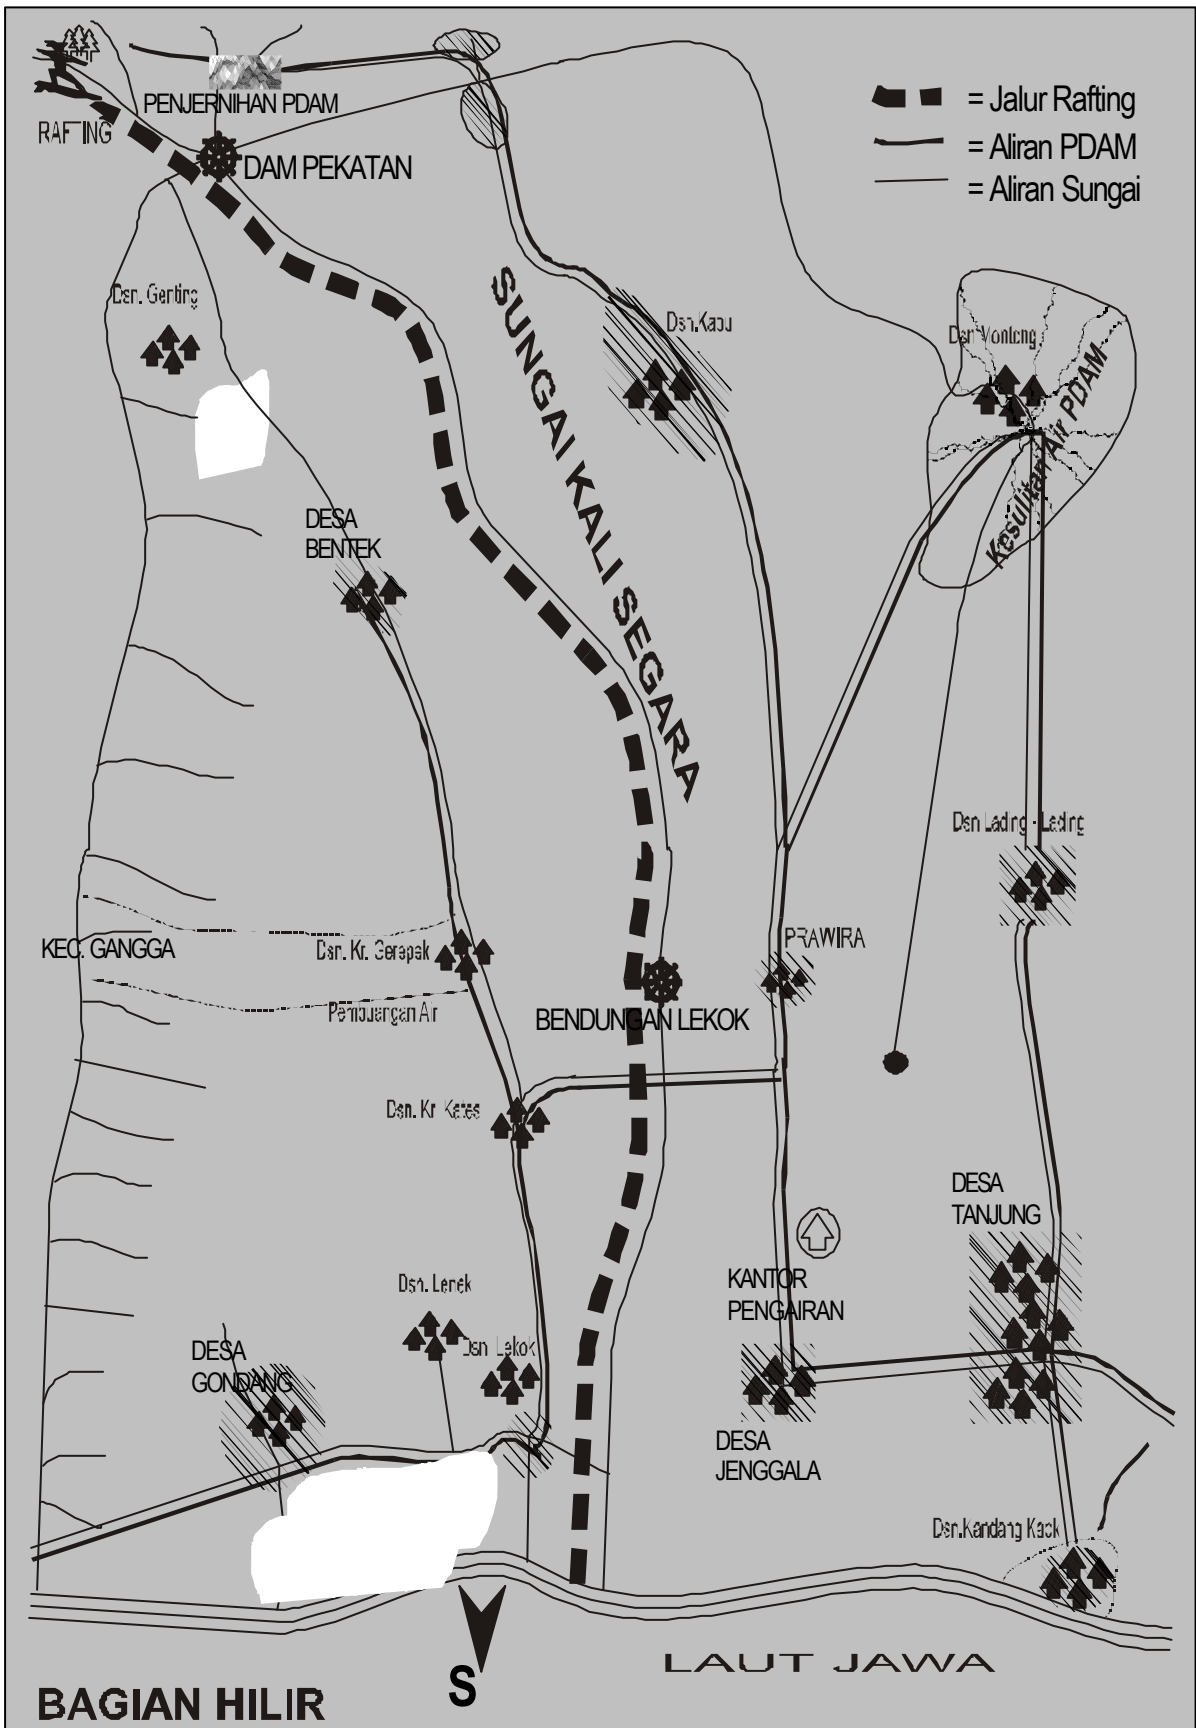 = Jalur Rafting
PENJERNIHAN PDAM
RAFTING
= Aliran PDAM
DAM PEKATAN
= Aliran Sungai
Dsn. Genting
SUNGAI KALI SEGARA
Dsn.Kapu
Dsn Montong
Kesulitan Air PDAM
DESA
BENTEK
Dsn Lading - Lading
KEC. GANGGA
Dsn. Kr. Gerepak
PRAWIRA
Pembuangan Air
BENDUNGAN LEKOK
Dsn. Kr Kates
DESA
TANJUNG
KANTOR
PENGAIRAN
Dsn. Lenek
Dsn Lekok
DESA
GONDANG
DESA
JENGGALA
Dsn.Kandang Kaok
LAUT JAWA
S
BAGIAN HILIR